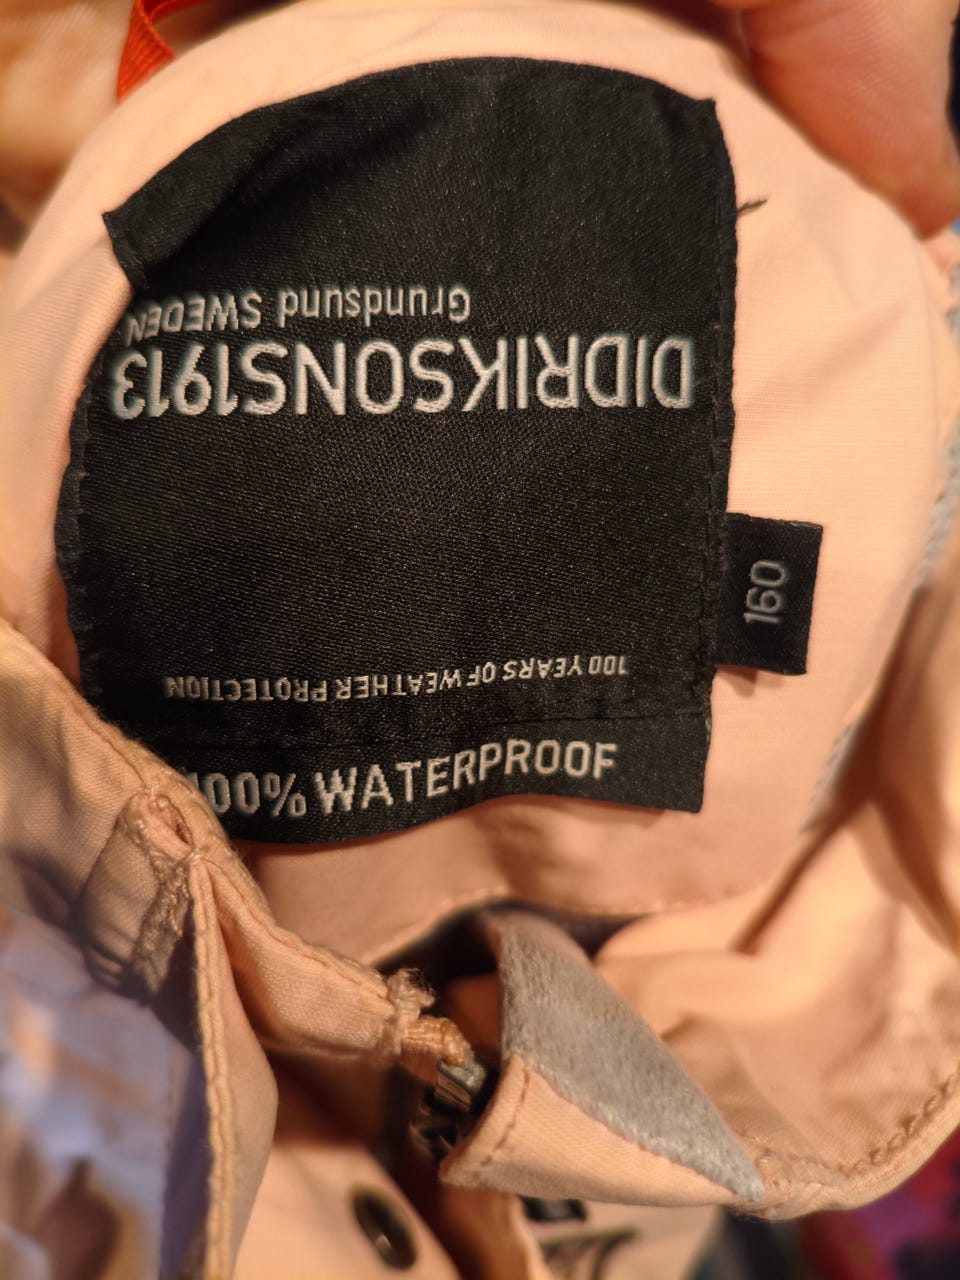 DIDRIKSONS1913
Grundsund SWEDEN
100 YEARS OF WEATHER PROTECTION
100% WATERPROOF
160